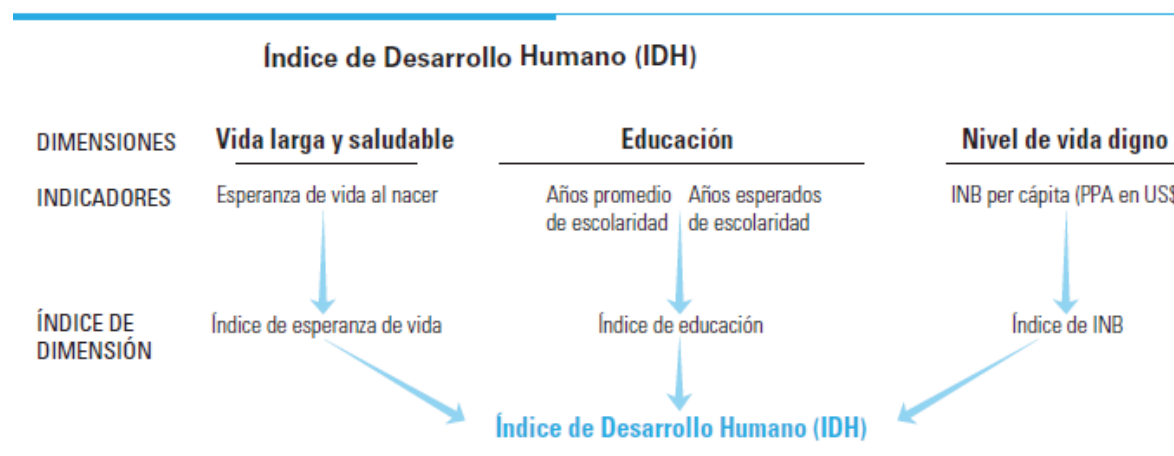 Índice de Desarrollo Humano (IDH)
DIMENSIONES Vida larga y saludable Educación Nivel de vida digno
INDICADORES Esperanza de vida al nacer Años promedio Años esperados INB per cápita (PPA en US$
de escolaridad de escolaridad
ÍNDICE DE Índice de esperanza de vida Índice de educación Índice de INB
DIMENSIÓN
Índice de Desarrollo Humano (IDH)